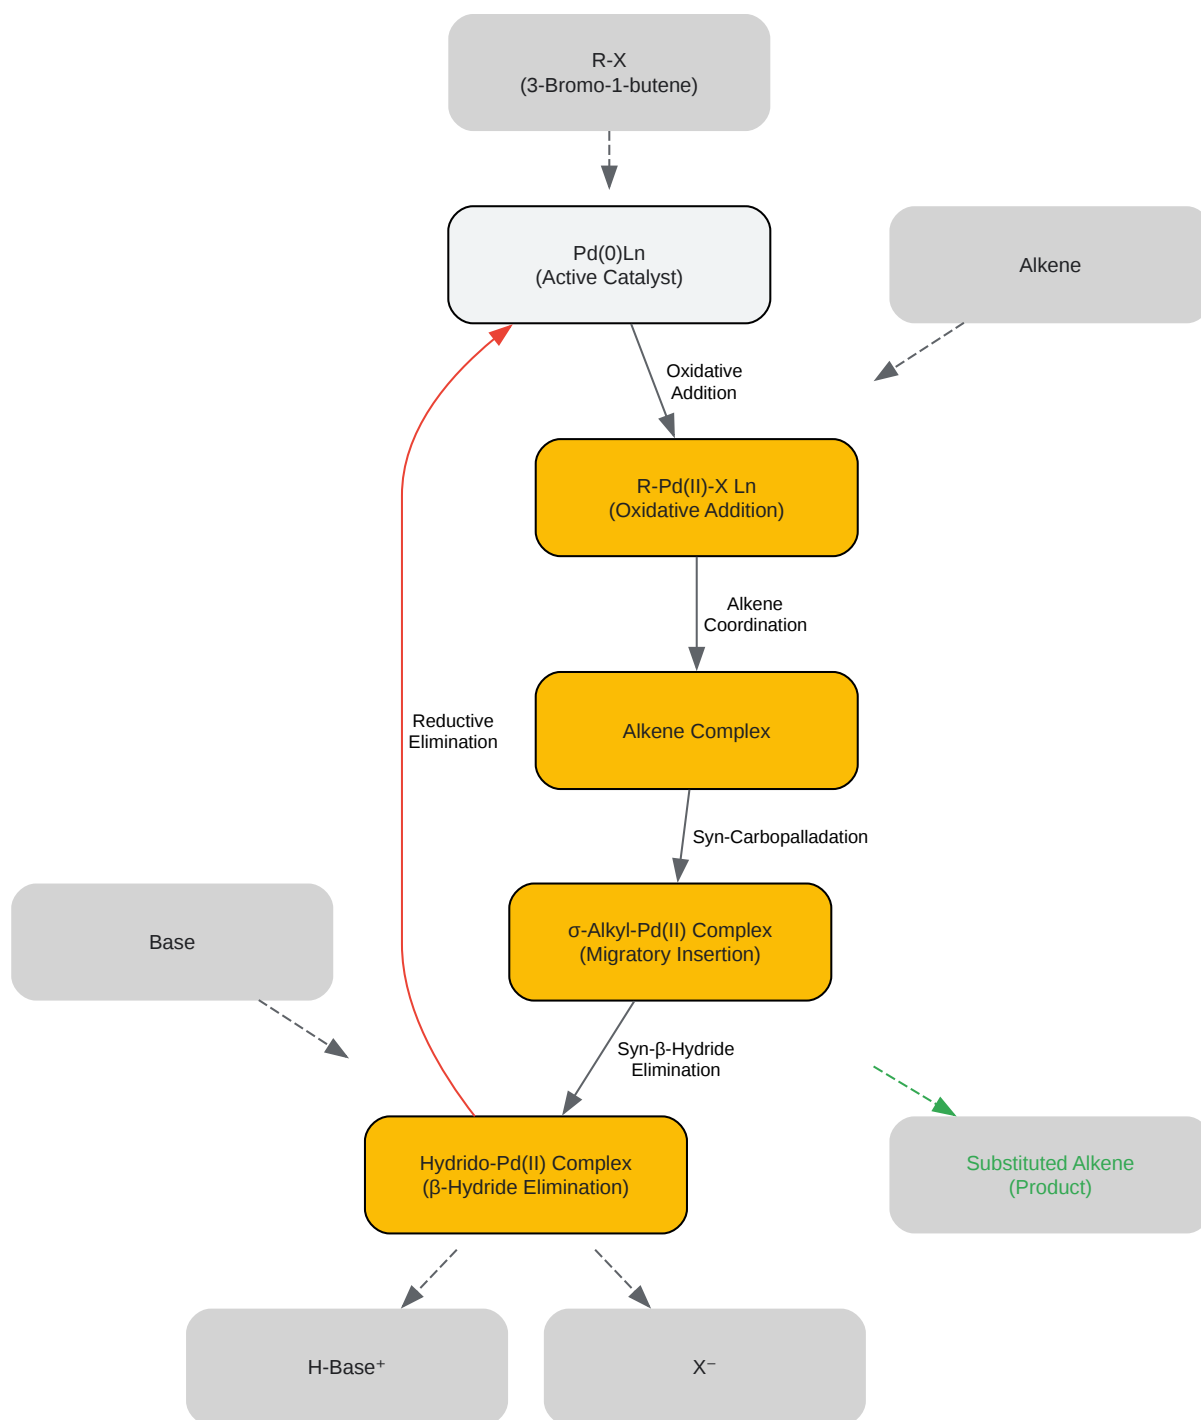 R-X
(3-Bromo-1-butene)
Pd(0)Ln
(Active Catalyst)
Alkene
Oxidative
Addition
R-Pd(II)-X Ln
(Oxidative Addition)
Alkene
Coordination
Reductive
Elimination
Alkene Complex
Syn-Carbopalladation
Base
σ-Alkyl-Pd(II) Complex
(Migratory Insertion)
Syn-β-Hydride
Elimination
Hydrido-Pd(II) Complex
(β-Hydride Elimination)
Substituted Alkene
(Product)
H-Base⁺
X⁻